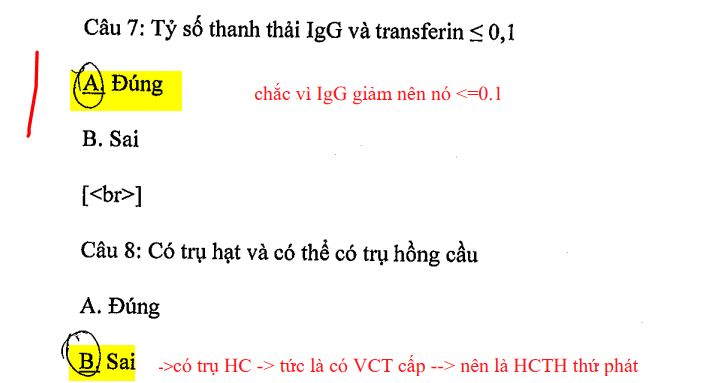 Câu 7: Tỷ số thanh thải IgG và transferin ≤ 0,1
A. Đúng
chắc vì IgG giảm nên nó <=0.1
B. Sai
[<br>]
Câu 8: Có trụ hạt và có thể có trụ hồng cầu
A. Đúng
B. Sai
->có trụ HC -> tức là có VCT cấp --> nên là HCTH thứ phát